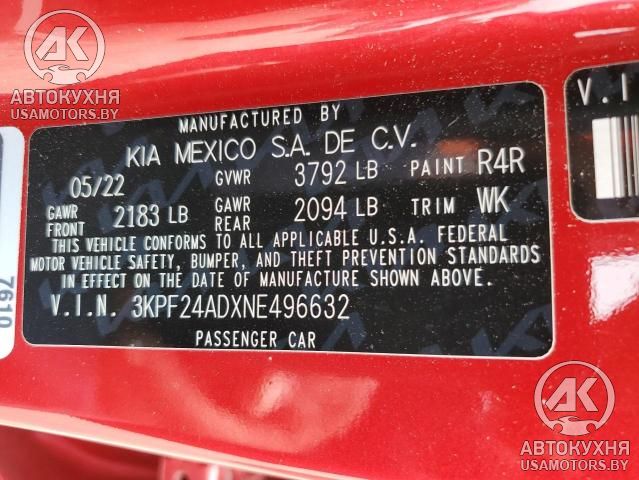 АК
АВТОКУХНЯ
USAMOTORS.BY
MANUFACTURED BY
KIA MEXICO S.A. DE C.V.
05/22 GVWR 3792 LB PAINT R4R
GAWR FRONT 2183 LB GAWR REAR 2094 LB TRIM WK
THIS VEHICLE CONFORMS TO ALL APPLICABLE U.S.A. FEDERAL
MOTOR VEHICLE SAFETY, BUMPER, AND THEFT PREVENTION STANDARDS
IN EFFECT ON THE DATE OF MANUFACTURE SHOWN ABOVE.
V.I.N. 3KPF24ADXNE496632
PASSENGER CAR
V.I
7610
АК
АВТОКУХНЯ
USAMOTORS.BY